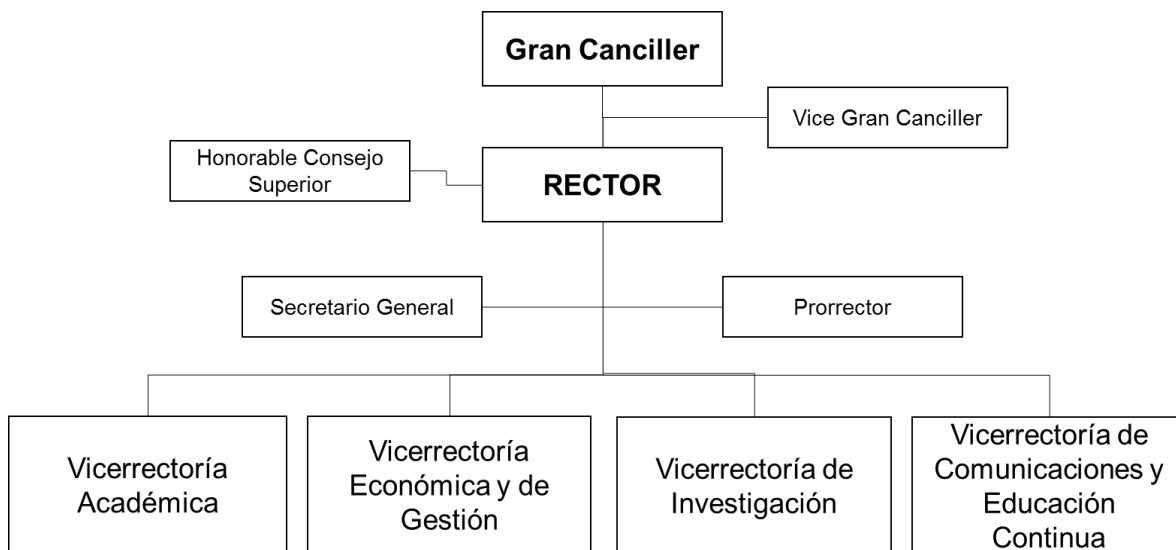 Gran Canciller
Vice Gran Canciller
Honorable Consejo
Superior
RECTOR
Secretario General
Prorrector
Vicerrectoría
Académica
Vicerrectoría
Económica y de
Gestión
Vicerrectoría de
Investigación
Vicerrectoría de
Comunicaciones y
Educación
Continua